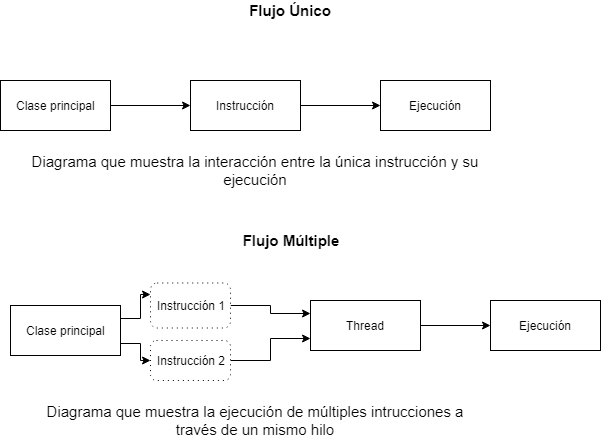 Flujo Único
Clase principal
Instrucción
Ejecución
Diagrama que muestra la interacción entre la única instrucción y su
ejecución
Flujo Múltiple
Instrucción 1
Clase principal
Thread
Ejecución
Instrucción 2
Diagrama que muestra la ejecución de múltiples intrucciones a
través de un mismo hilo